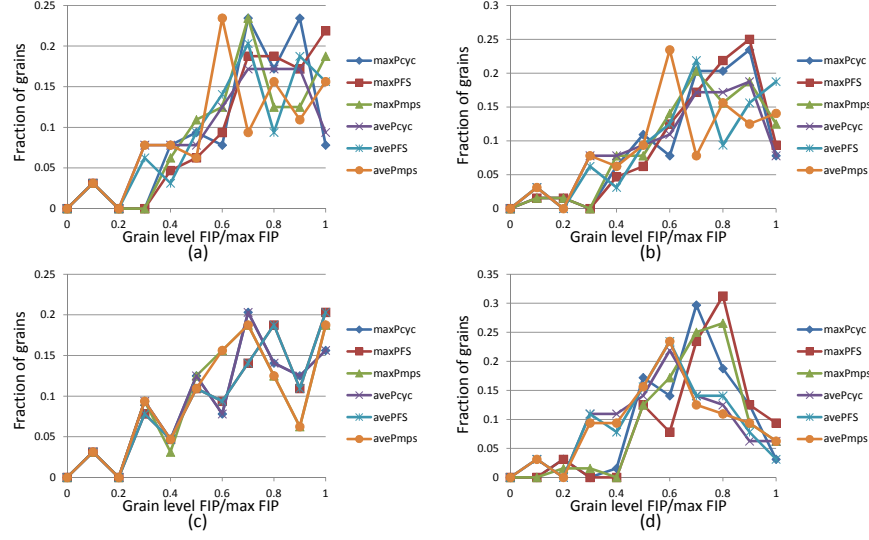 0.25
0.2
0.15
0.1
0.05
0
Fraction of grains
0 0.2 0.4 0.6 0.8 1
Grain level FIP/max FIP
(a)
maxPcyc
maxPFS
maxPmps
avePcyc
avePFS
avePmps
0.3
0.25
0.2
0.15
0.1
0.05
0
Fraction of grains
0 0.2 0.4 0.6 0.8 1
Grain level FIP/max FIP
(b)
maxPcyc
maxPFS
maxPmps
avePcyc
avePFS
avePmps
0.25
0.2
0.15
0.1
0.05
0
Fraction of grains
0 0.2 0.4 0.6 0.8 1
Grain level FIP/max FIP
(c)
maxPcyc
maxPFS
maxPmps
avePcyc
avePFS
avePmps
0.35
0.3
0.25
0.2
0.15
0.1
0.05
0
Fraction of grains
0 0.2 0.4 0.6 0.8 1
Grain level FIP/max FIP
(d)
maxPcyc
maxPFS
maxPmps
avePcyc
avePFS
avePmps